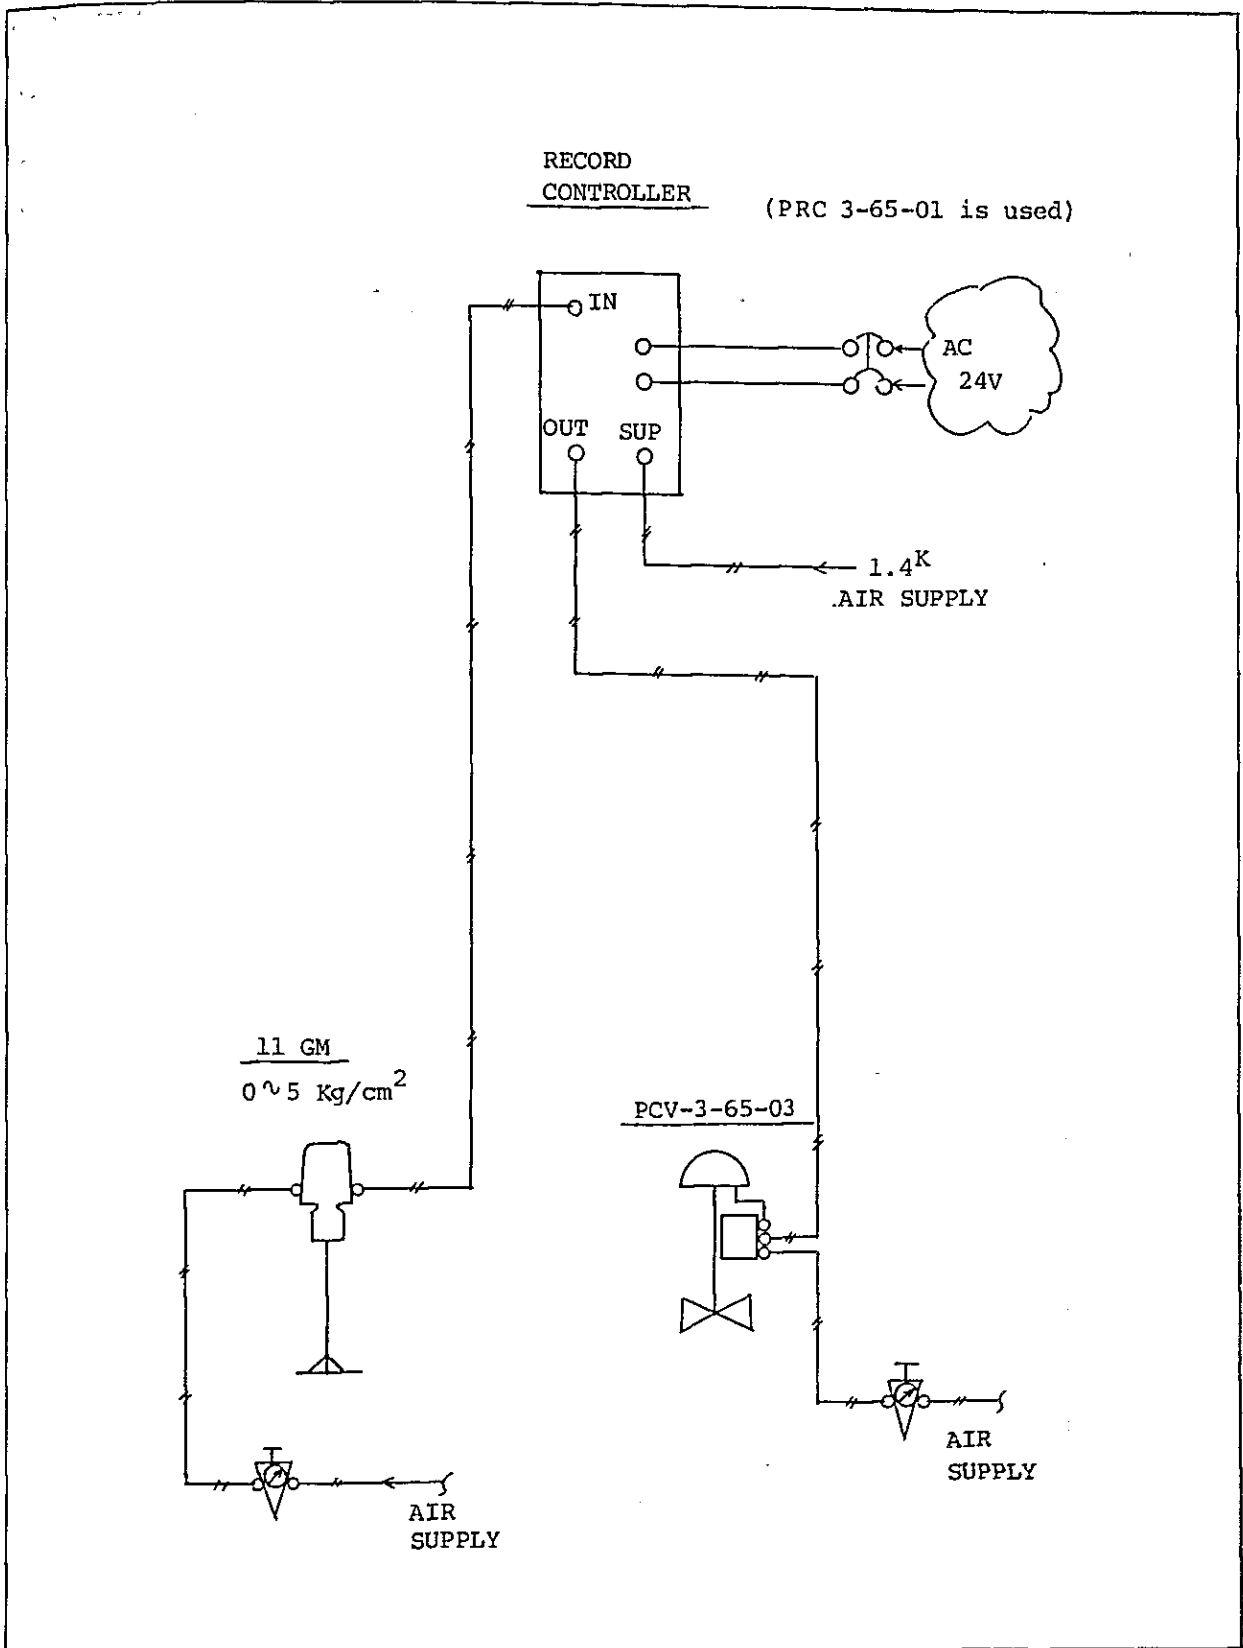 RECORD
CONTROLLER
(PRC 3-65-01 is used)
IN
AC
24V
OUT
SUP
1.4K
AIR SUPPLY
11 GM
0~5 Kg/cm2
PCV-3-65-03
AIR
SUPPLY
AIR
SUPPLY